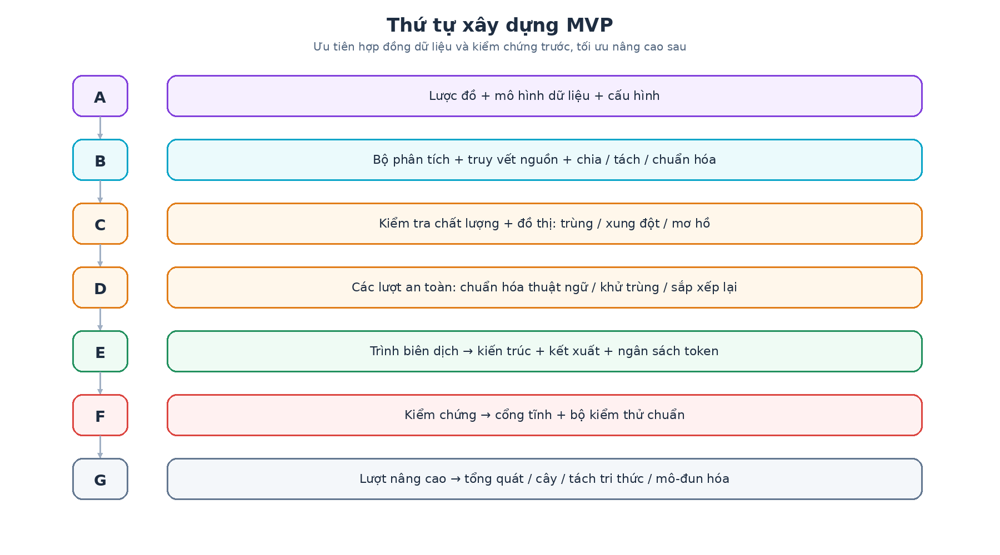 Thứ tự xây dựng MVP
Ưu tiên hợp đồng dữ liệu và kiểm chứng trước, tối ưu nâng cao sau
A
Lược đồ + mô hình dữ liệu + cấu hình
B
Bộ phân tích + truy vết nguồn + chia / tách / chuẩn hóa
C
Kiểm tra chất lượng + đồ thị: trùng / xung đột / mơ hồ
D
Các lượt an toàn: chuẩn hóa thuật ngữ / khử trùng / sắp xếp lại
E
Trình biên dịch → kiến trúc + kết xuất + ngân sách token
F
Kiểm chứng → cổng tĩnh + bộ kiểm thử chuẩn
G
Lượt nâng cao → tổng quát / cây / tách tri thức / mô-đun hóa